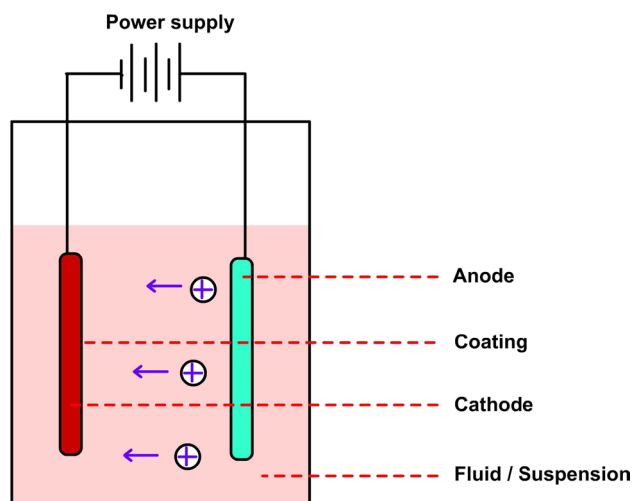 Power supply
Anode
Coating
Cathode
Fluid / Suspension